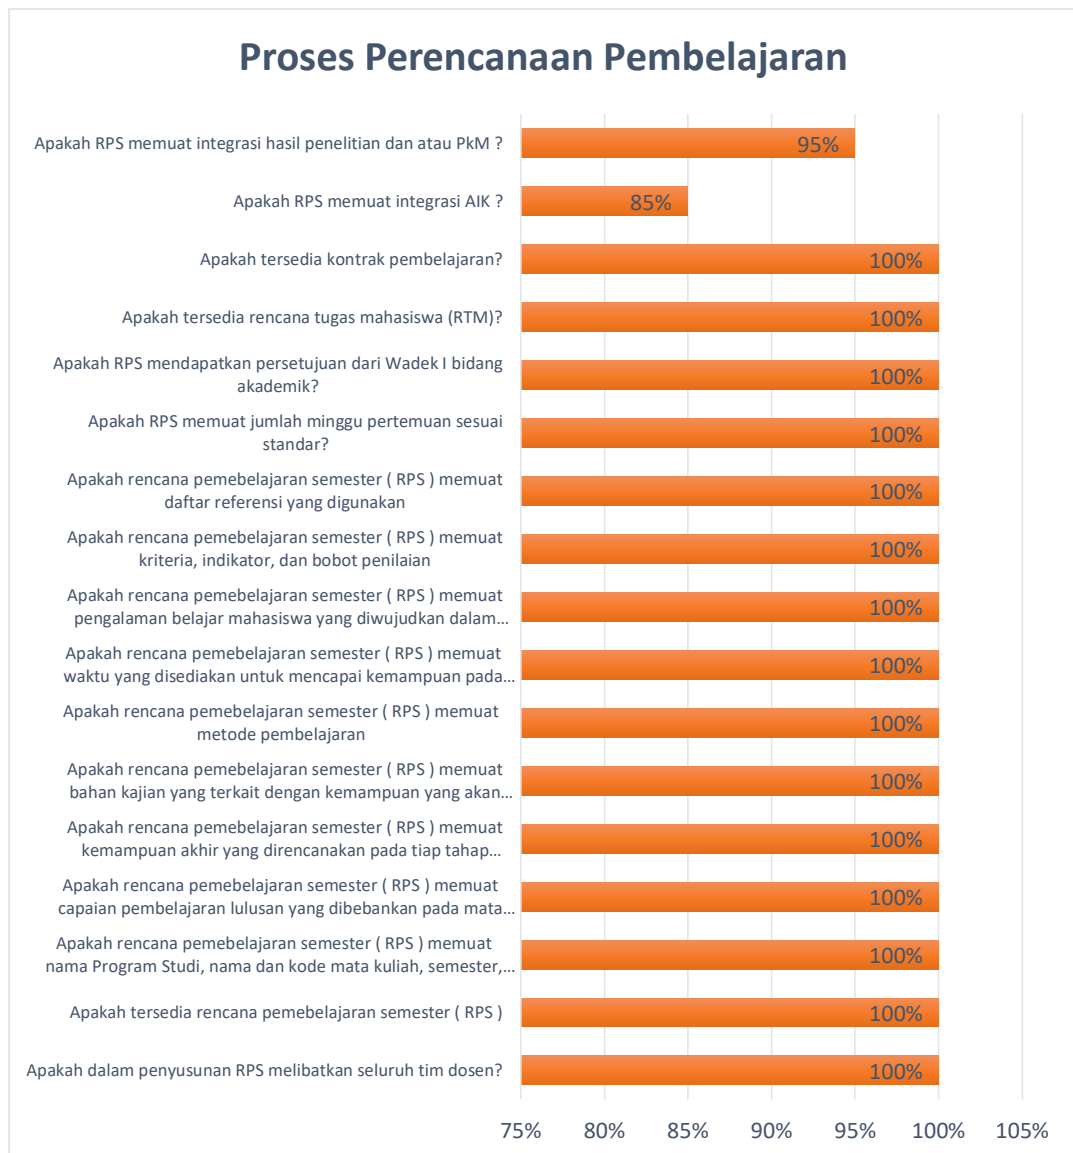 Proses Perencanaan Pembelajaran
Apakah RPS memuat integrasi hasil penelitian dan atau PkM ?
95%
Apakah RPS memuat integrasi AIK ?
85%
Apakah tersedia kontrak pembelajaran?
100%
Apakah tersedia rencana tugas mahasiswa (RTM)?
100%
Apakah RPS mendapatkan persetujuan dari Wadek I bidang
akademik?
100%
Apakah RPS memuat jumlah minggu pertemuan sesuai
standar?
100%
Apakah rencana pemebelajaran semester ( RPS ) memuat
daftar referensi yang digunakan
100%
Apakah rencana pemebelajaran semester ( RPS ) memuat
kriteria, indikator, dan bobot penilaian
100%
Apakah rencana pemebelajaran semester ( RPS ) memuat
pengalaman belajar mahasiswa yang diwujudkan dalam...
100%
Apakah rencana pemebelajaran semester ( RPS ) memuat
waktu yang disediakan untuk mencapai kemampuan pada...
100%
Apakah rencana pemebelajaran semester ( RPS ) memuat
metode pembelajaran
100%
Apakah rencana pemebelajaran semester ( RPS ) memuat
bahan kajian yang terkait dengan kemampuan yang akan...
100%
Apakah rencana pemebelajaran semester ( RPS ) memuat
kemampuan akhir yang direncanakan pada tiap tahap...
100%
Apakah rencana pemebelajaran semester ( RPS ) memuat
capaian pembelajaran lulusan yang dibebankan pada mata...
100%
Apakah rencana pemebelajaran semester ( RPS ) memuat
nama Program Studi, nama dan kode mata kuliah, semester,...
100%
Apakah tersedia rencana pemebelajaran semester ( RPS )
100%
Apakah dalam penyusunan RPS melibatkan seluruh tim dosen?
100%
75% 80% 85% 90% 95% 100% 105%